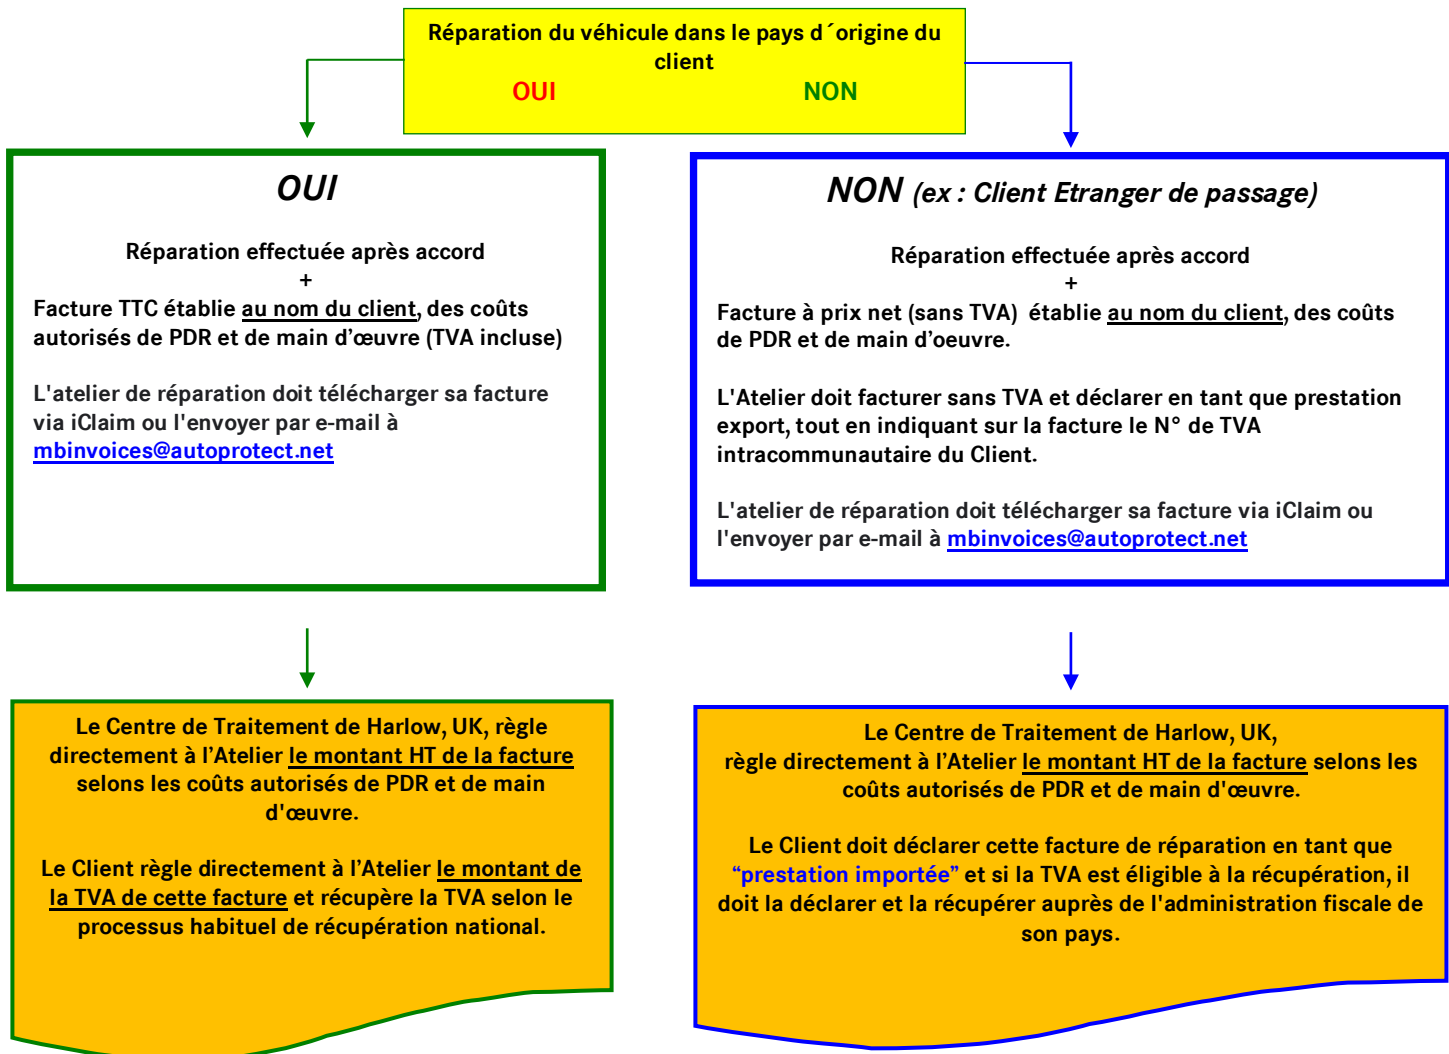 Réparation du véhicule dans le pays d´origine du
client
OUI NON
OUI
Réparation effectuée après accord
+
Facture TTC établie au nom du client, des coûts
autorisés de PDR et de main d’œuvre (TVA incluse)
L'atelier de réparation doit télécharger sa facture
via iClaim ou l'envoyer par e-mail à
mbinvoices@autoprotect.net
NON (ex : Client Etranger de passage)
Réparation effectuée après accord
+
Facture à prix net (sans TVA) établie au nom du client, des coûts
de PDR et de main d’oeuvre.
L'Atelier doit facturer sans TVA et déclarer en tant que prestation
export, tout en indiquant sur la facture le N° de TVA
intracommunautaire du Client.
L'atelier de réparation doit télécharger sa facture via iClaim ou
l'envoyer par e-mail à mbinvoices@autoprotect.net
Le Centre de Traitement de Harlow, UK, règle
directement à l’Atelier le montant HT de la facture
selons les coûts autorisés de PDR et de main
d'œuvre.
Le Client règle directement à l’Atelier le montant de
la TVA de cette facture et récupère la TVA selon le
processus habituel de récupération national.
Le Centre de Traitement de Harlow, UK,
règle directement à l’Atelier le montant HT de la facture selons les
coûts autorisés de PDR et de main d'œuvre.
Le Client doit déclarer cette facture de réparation en tant que
“prestation importée” et si la TVA est éligible à la récupération, il
doit la déclarer et la récupérer auprès de l'administration fiscale de
son pays.